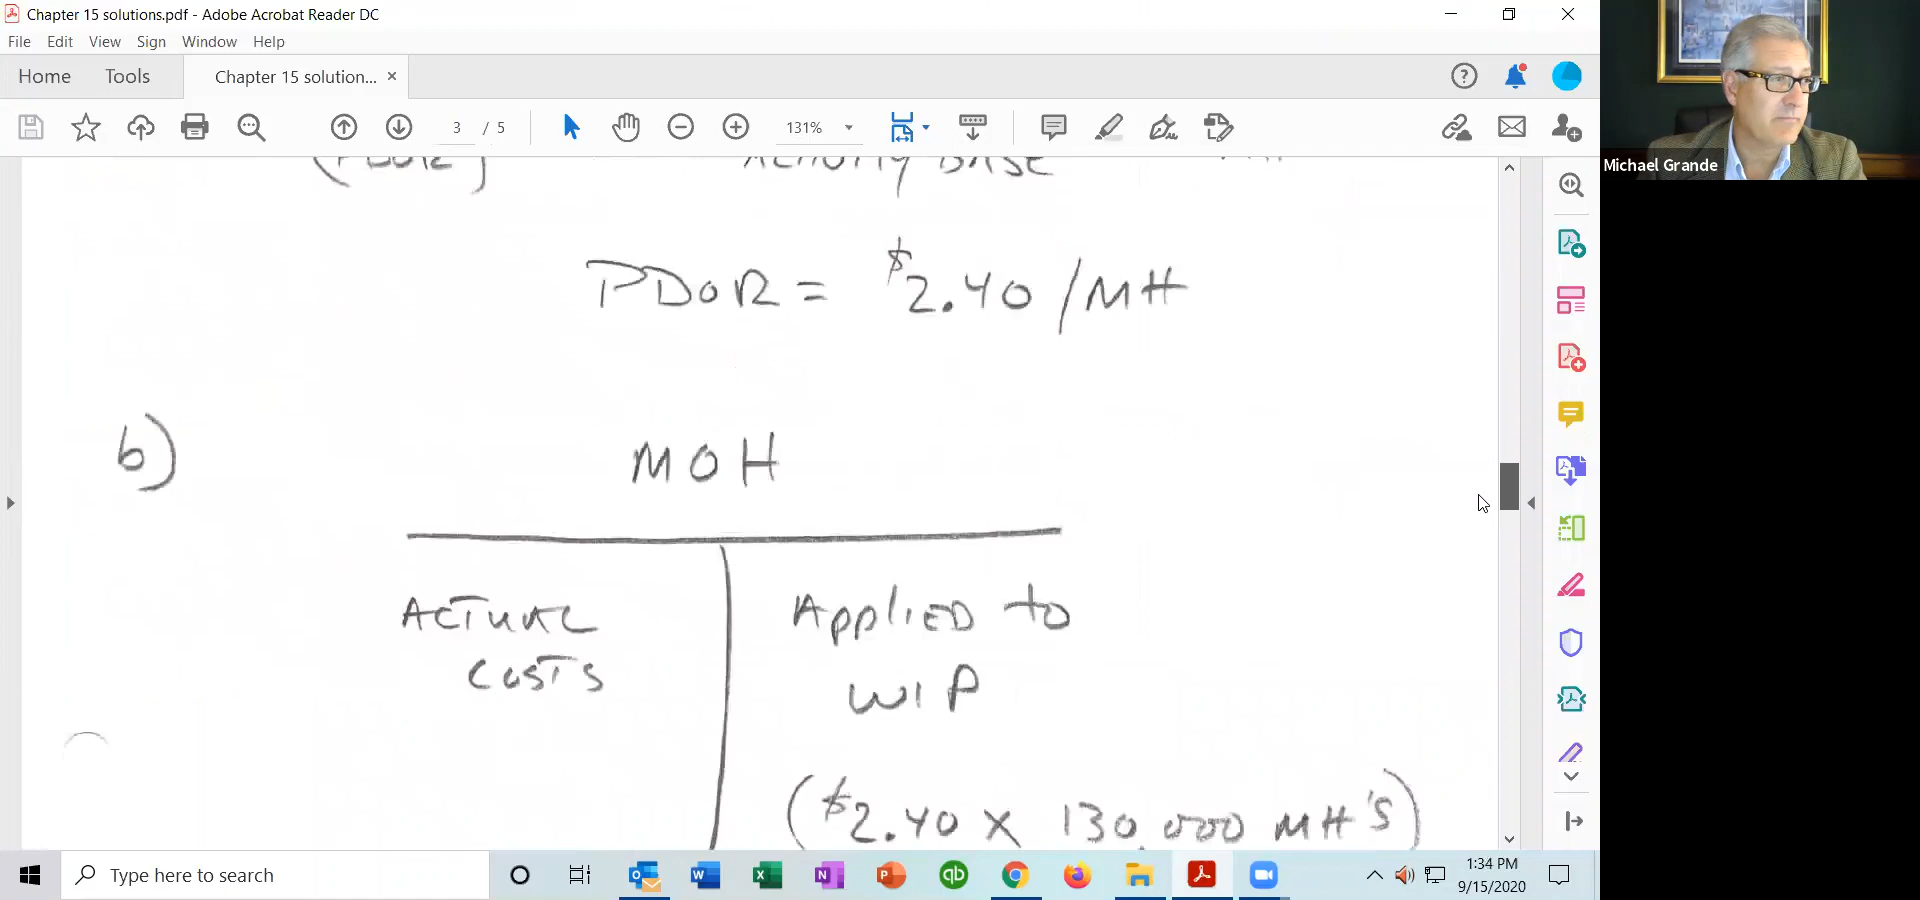 Chapter 15 solutions.pdf - Adobe Acrobat Reader DC
File Edit View Sign Window Help
Home Tools Chapter 15 solution... ×
3 / 5 131%
Michael Grande
ACTIVITY BASE
PDOR = $2.40 /MH
b) MOH
ACTUAL COSTS
Applied to WIP
($2.40 X 130,000 MH'S)
Type here to search
1:34 PM
9/15/2020